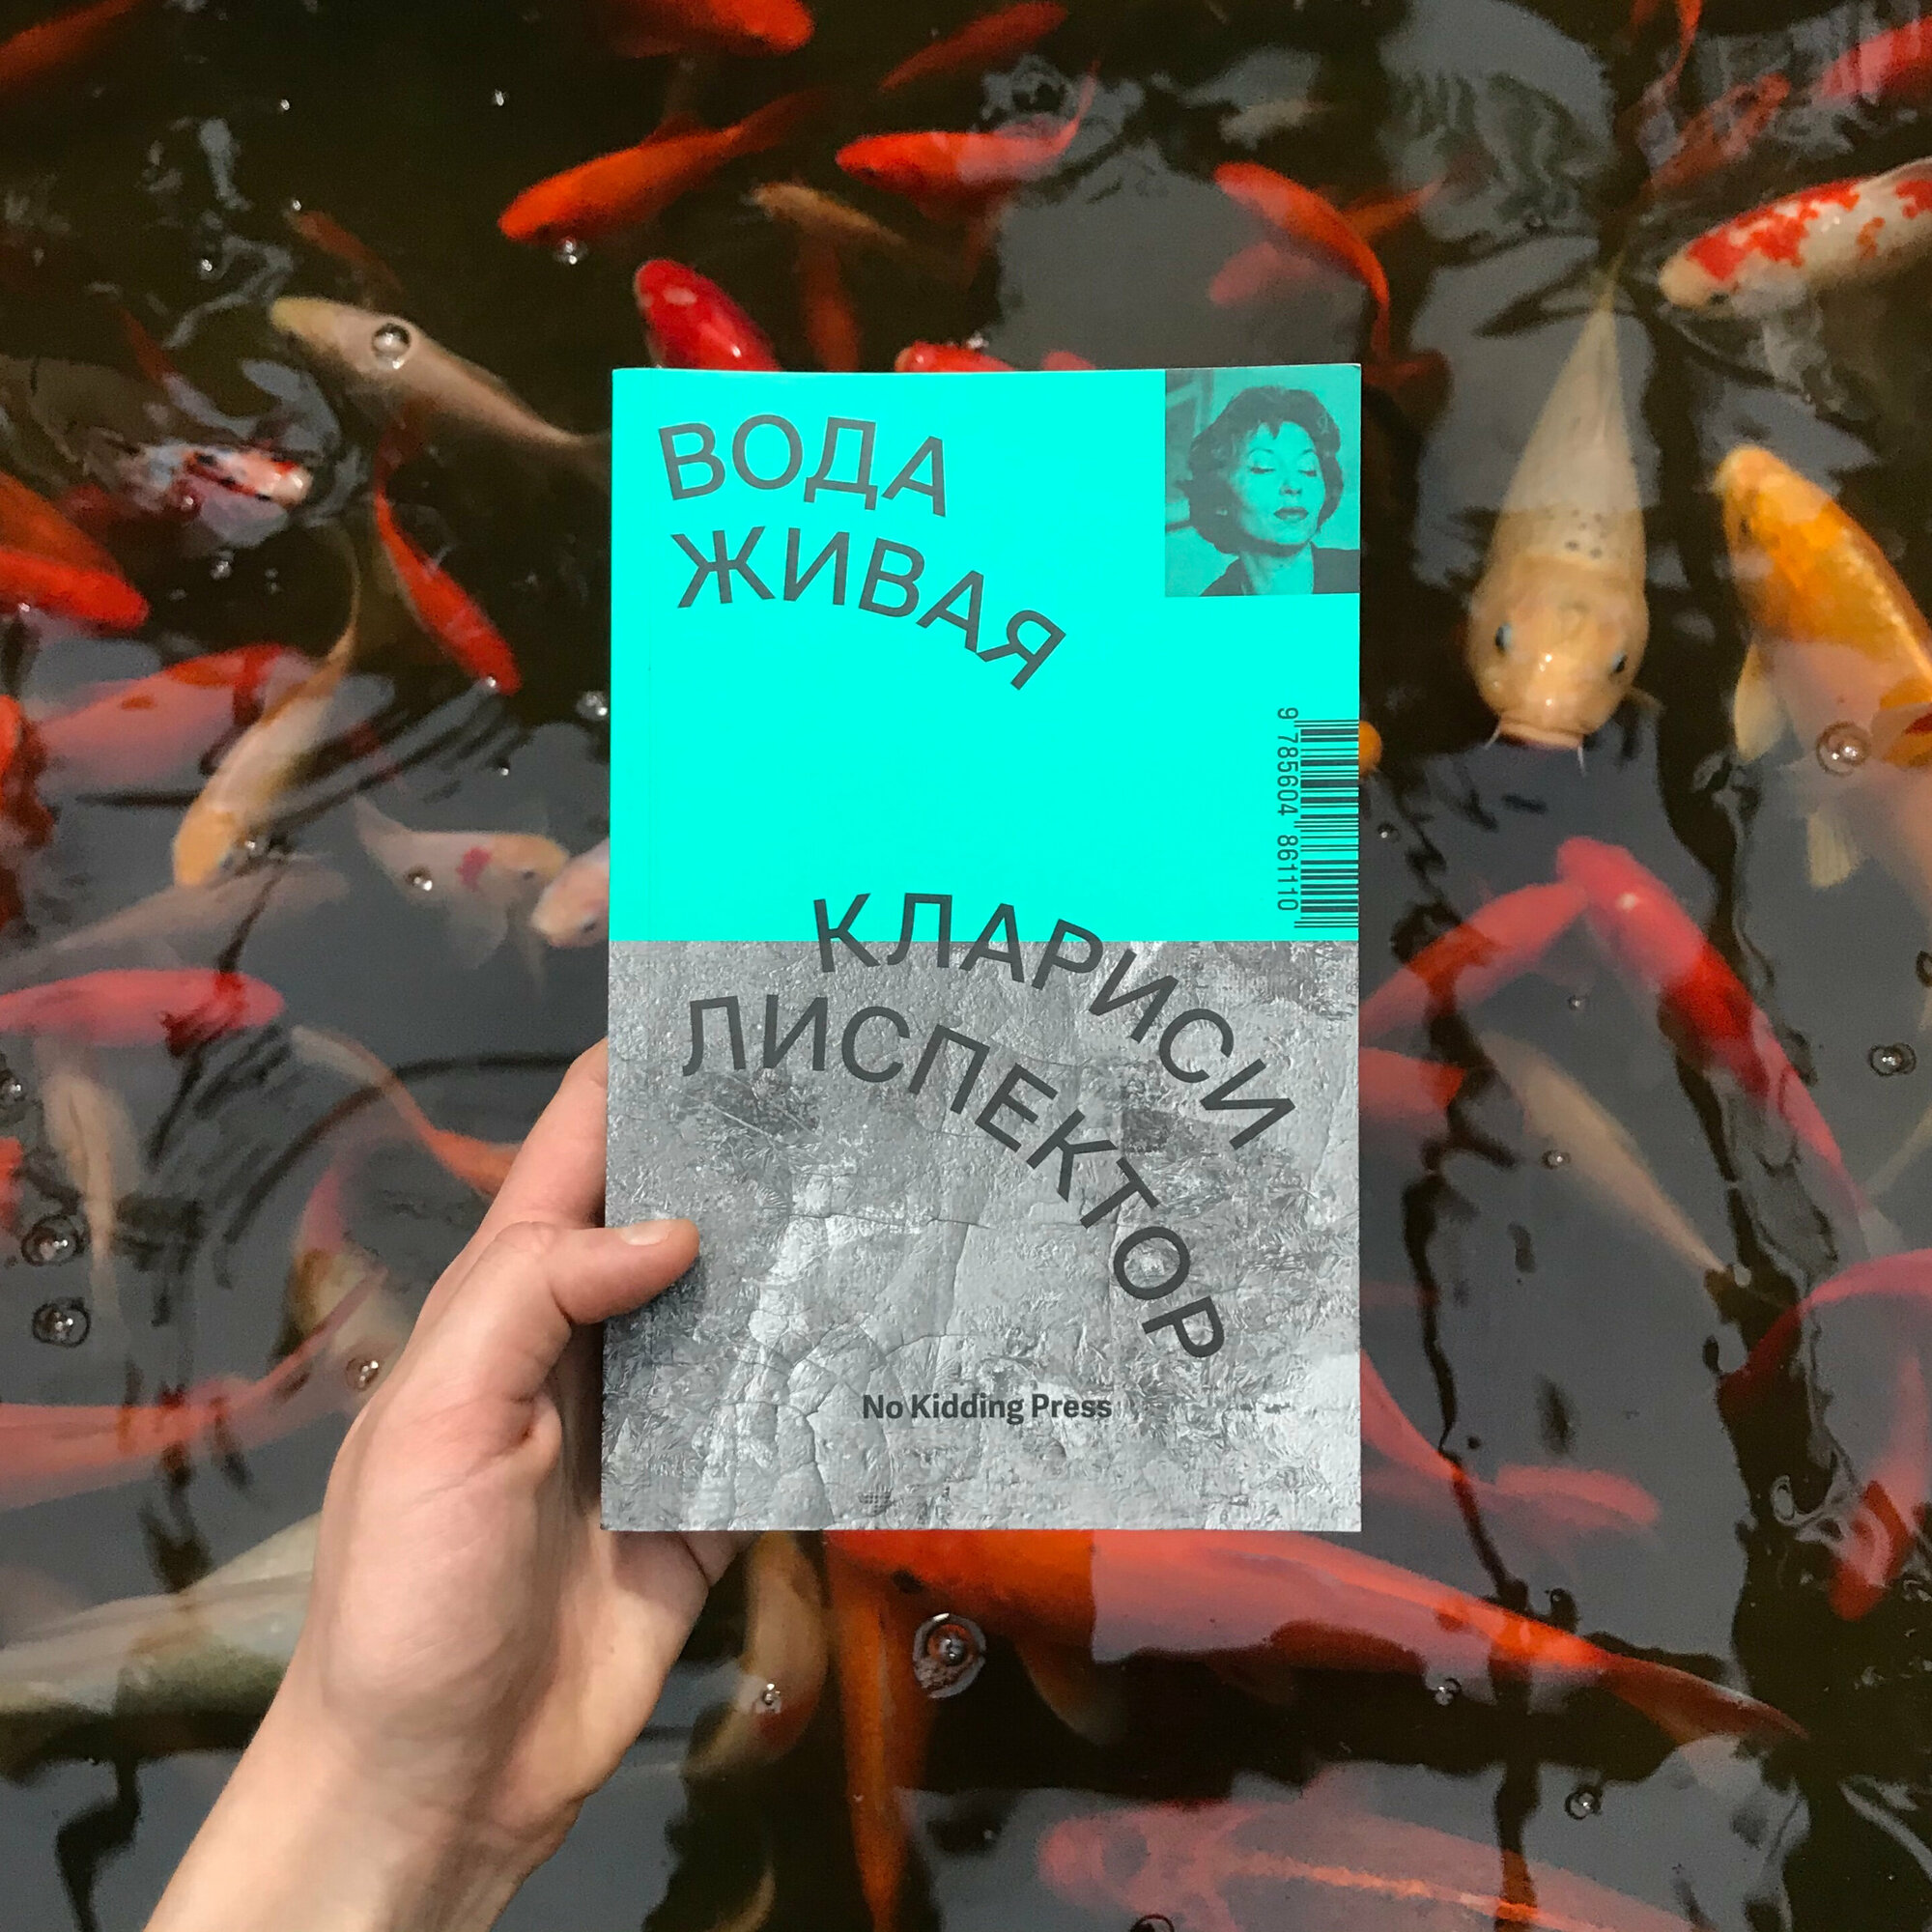 ВОДА
ЖИВАЯ
9 785604 861110
КЛАРИСИ
ЛИСПЕКТОР
No Kidding Press